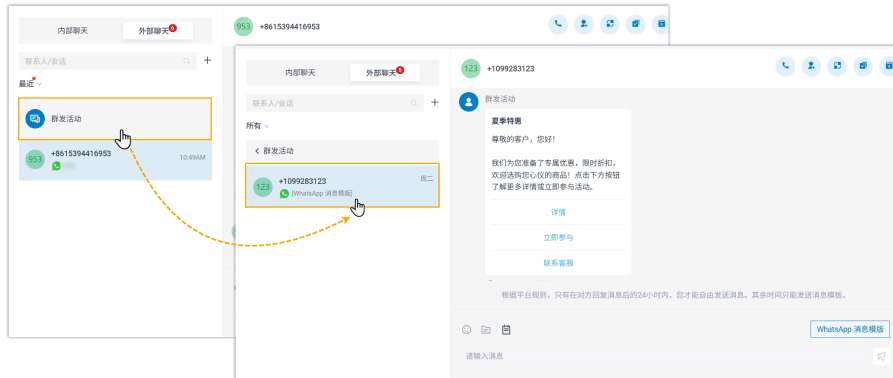 内部聊天
外部聊天 5
联系人/会话
最近
群发活动
953
+8615394416953
10:49AM
953 +8615394416953
内部聊天
外部聊天 5
联系人/会话
所有
群发活动
123
+1099283123
周二
[WhatsApp 消息模版]
123 +1099283123
群发活动
夏季特惠
尊敬的客户，您好！
我们为您准备了专属优惠，限时折扣，
欢迎选购您心仪的商品！点击下方按钮
了解更多详情或立即参与活动。
详情
立即参与
联系客服
根据平台规则，只有在对方回复消息后的24小时内，您才能自由发送消息。其余时间只能发送消息模板。
WhatsApp 消息模版
请输入消息